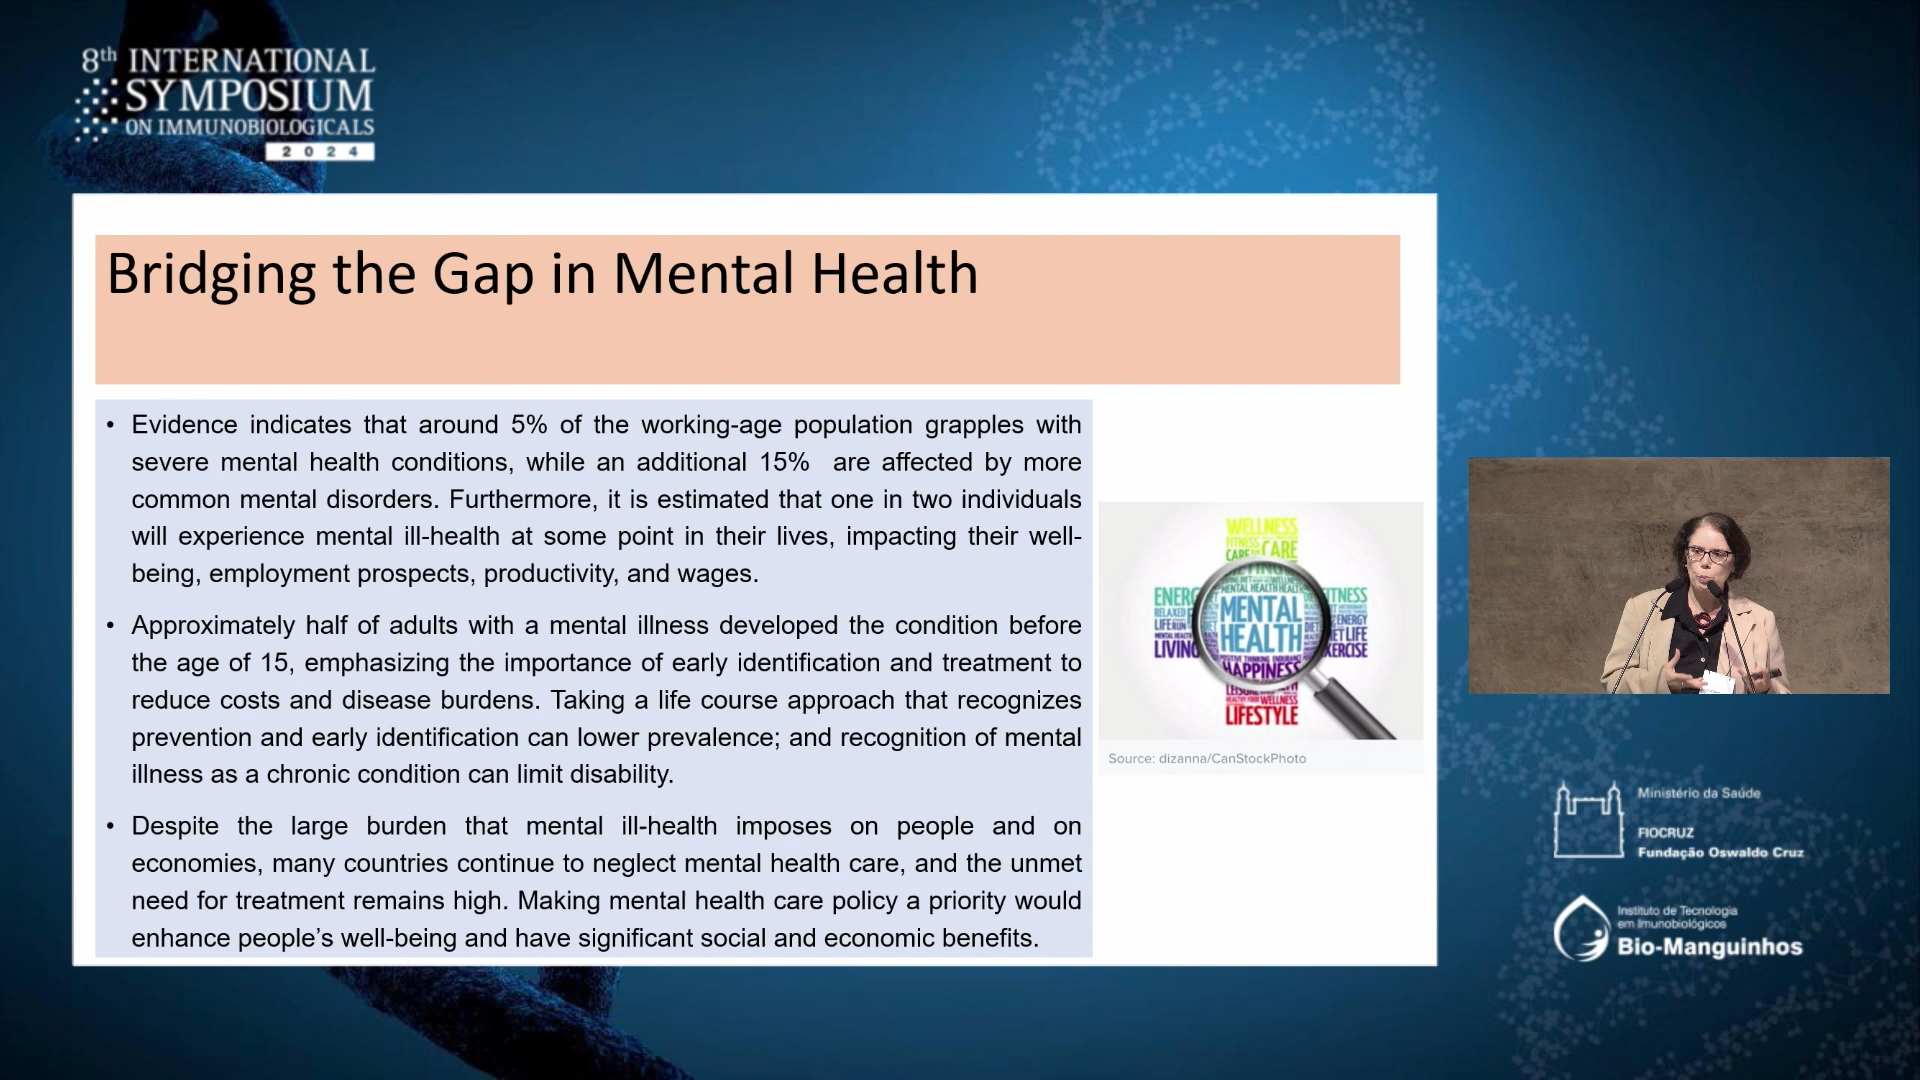 8th INTERNATIONAL
SYMPOSIUM
ON IMMUNOBIOLOGICALS
2024
Bridging the Gap in Mental Health
• Evidence indicates that around 5% of the working-age population grapples with
severe mental health conditions, while an additional 15% are affected by more
common mental disorders. Furthermore, it is estimated that one in two individuals
will experience mental ill-health at some point in their lives, impacting their well-
being, employment prospects, productivity, and wages.
• Approximately half of adults with a mental illness developed the condition before
the age of 15, emphasizing the importance of early identification and treatment to
reduce costs and disease burdens. Taking a life course approach that recognizes
prevention and early identification can lower prevalence; and recognition of mental
illness as a chronic condition can limit disability.
• Despite the large burden that mental ill-health imposes on people and on
economies, many countries continue to neglect mental health care, and the unmet
need for treatment remains high. Making mental health care policy a priority would
enhance people's well-being and have significant social and economic benefits.
WELLNESS
FITNESS
CARE CARE
MENTAL
HEALTH
HAPPINESS
ENERGY
LIFE
LIVING
WELLNESS
LIFESTYLE
Source: dizanna/CanStockPhoto
Ministério da Saúde
FIOCRUZ
Fundação Oswaldo Cruz
Instituto de Tecnologia
em Imunobiológicos
Bio-Manguinhos